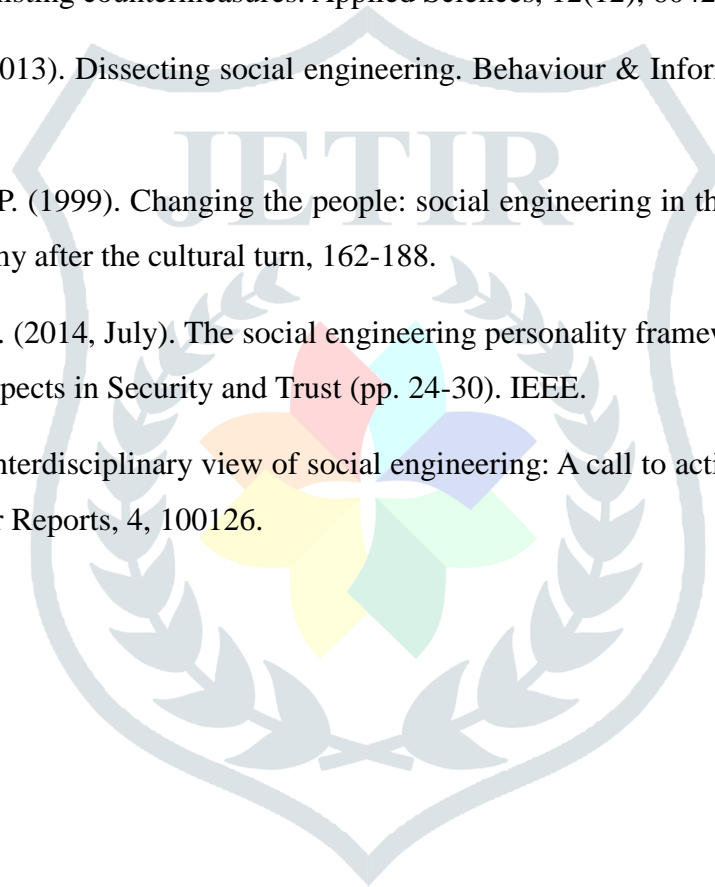 isting countermeasures. Applied Sciences, 12(12),
013). Dissecting social engineering. Behaviour & Infor
JETIR
P. (1999). Changing the people: social engineering in th
ny after the cultural turn, 162-188.
. (2014, July). The social engineering personality framew
pects in Security and Trust (pp. 24-30). IEEE.
nterdisciplinary view of social engineering: A call to acti
r Reports, 4, 100126.